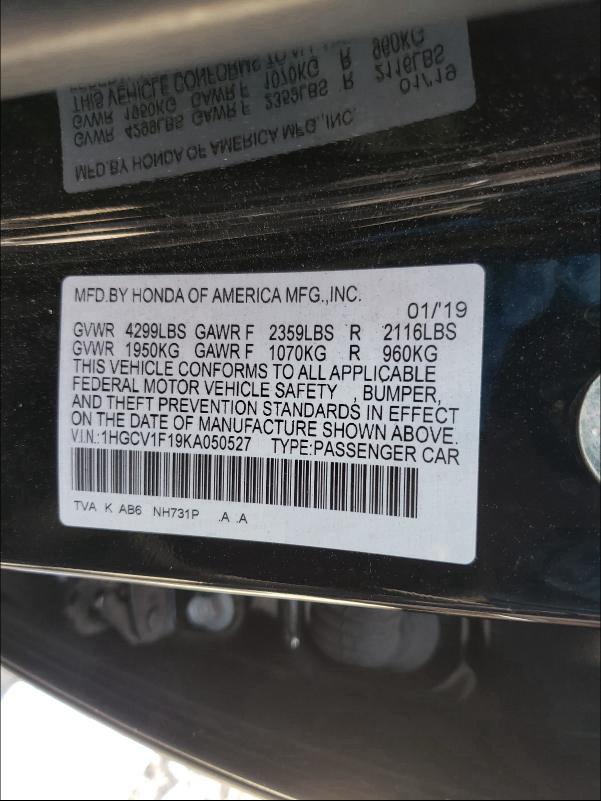 MFD.BY HONDA OF AMERICA MFG.,INC.
01/'19
GVWR 4299LBS GAWR F 2359LBS R 2116LBS
GVWR 1950KG GAWR F 1070KG R 960KG
THIS VEHICLE CONFORMS TO ALL APPLICABLE
FEDERAL MOTOR VEHICLE SAFETY , BUMPER,
AND THEFT PREVENTION STANDARDS IN EFFECT
ON THE DATE OF MANUFACTURE SHOWN ABOVE.
V.I.N.:1HGCV1F19KA050527 TYPE:PASSENGER CAR
TVA K AB6 NH731P .A .A